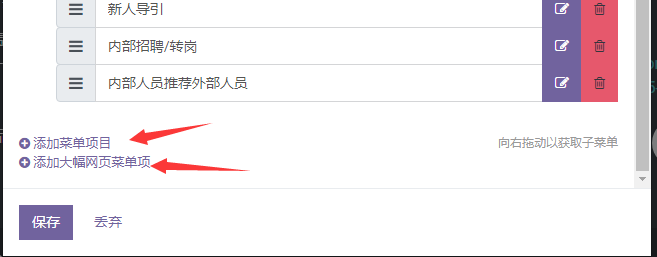 新人导引
内部招聘/转岗
内部人员推荐外部人员
添加菜单项目
向右拖动以获取子菜单
添加大幅网页菜单项
保存
丢弃